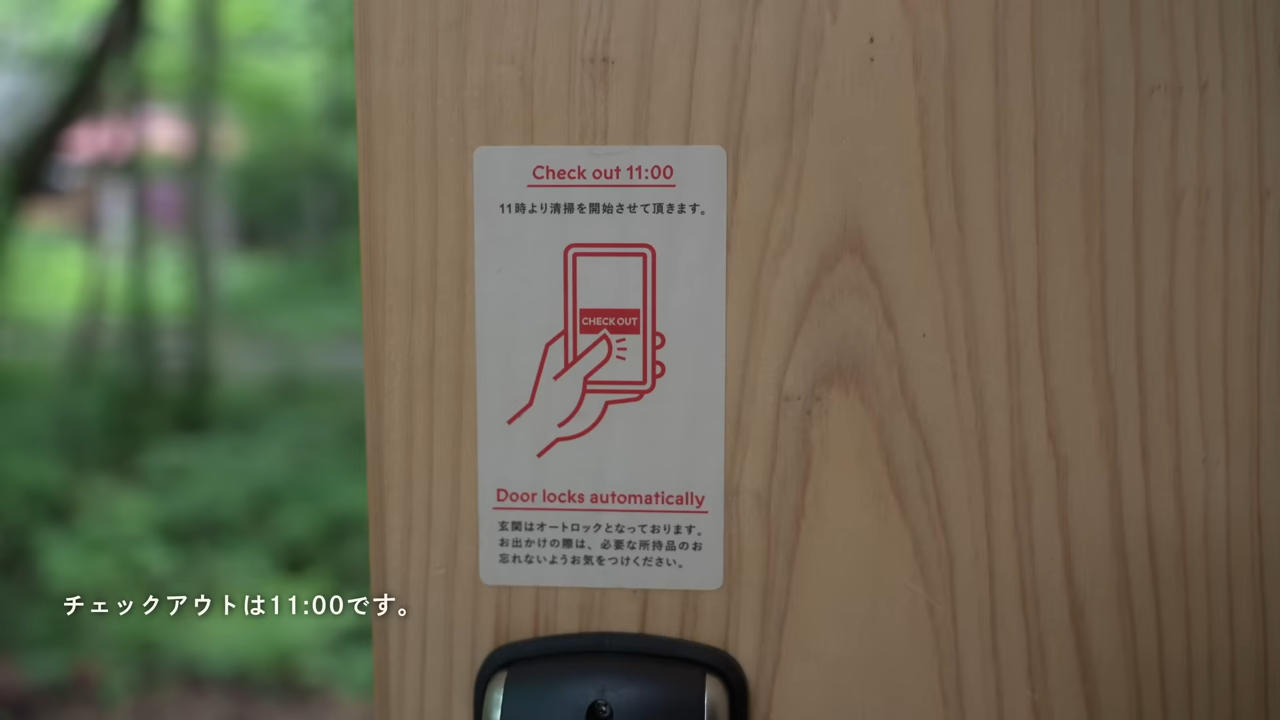 Check out 11:00
11時より清掃を開始させて頂きます。
CHECK OUT
Door locks automatically
玄関はオートロックとなっております。
お出かけの際は、必要な所持品のお
忘れないようお気をつけください。
チェックアウトは11:00です。